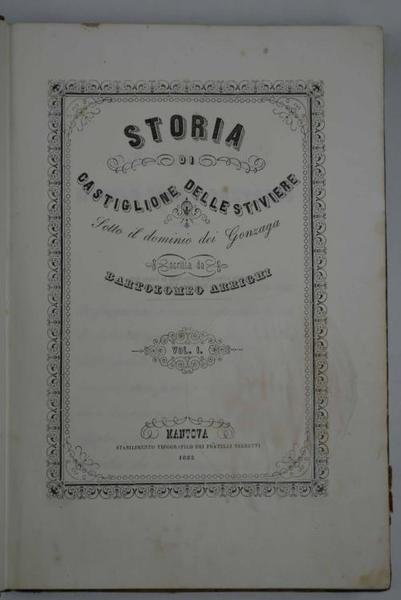 STORIA
DI
CASTIGLIONE DELLE STIVIERE
Sotto il dominio dei Gonzaga
scritta da
BARTOLOMEO ARRIGHI
VOL. I.
MANTOVA
STABILIMENTO TIPOGRAFICO DEI FRATELLI NEGRETTI